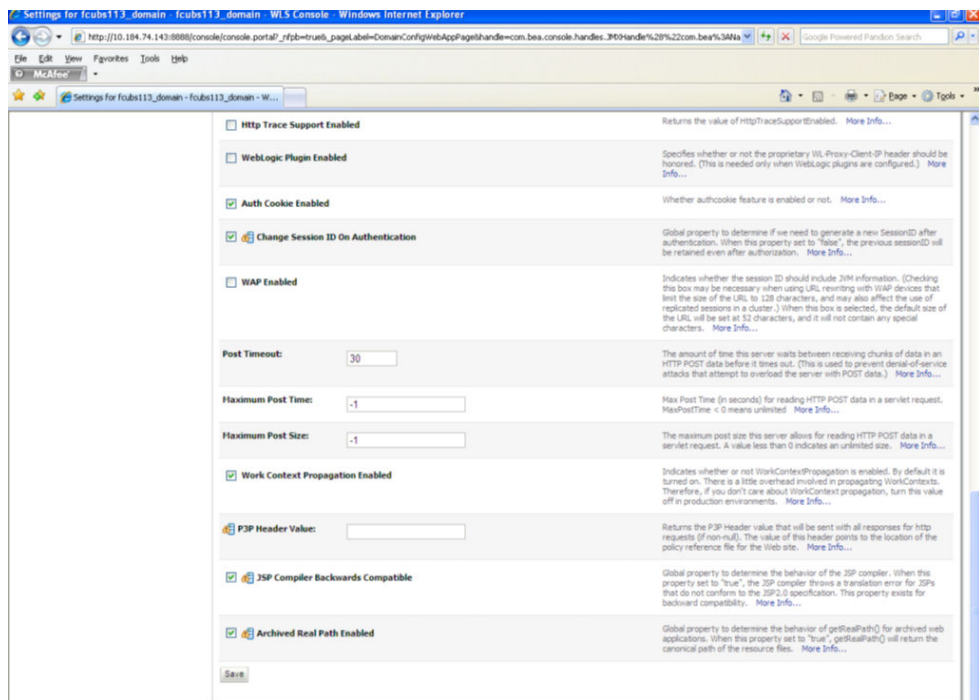 Settings for fcubs113_domain - fcubs113_domain - WLS Console - Windows Internet Explorer
http://10.184.74.143:8888/console/console.portal?_nfpb=true&_pageLabel=DomainConfigWebAppPage&handle=com.bea.console.handles.JMXHandle%28%22com.bea%3ANa
Google Powered Pandion Search
File Edit View Favorites Tools Help
McAfee
Settings for fcubs113_domain - fcubs113_domain - W...
Page Tools
Http Trace Support Enabled
Returns the value of HttpTraceSupportEnabled. More Info...
WebLogic Plugin Enabled
Specifies whether or not the proprietary WL-Proxy-Client-IP header should be
honored. (This is needed only when WebLogic plugins are configured.) More
Info...
Auth Cookie Enabled
Whether authcookie feature is enabled or not. More Info...
Change Session ID On Authentication
Global property to determine if we need to generate a new SessionID after
authentication. When this property set to "false", the previous sessionID will
be retained even after authorization. More Info...
WAP Enabled
Indicates whether the session ID should include JVM information. (Checking
this box may be necessary when using URL rewriting with WAP devices that
limit the size of the URL to 128 characters, and may also affect the use of
replicated sessions in a cluster.) When this box is selected, the default size of
the URL will be set at 52 characters, and it will not contain any special
characters. More Info...
Post Timeout:
30
The amount of time this server waits between receiving chunks of data in an
HTTP POST data before it times out. (This is used to prevent denial-of-service
attacks that attempt to overload the server with POST data.) More Info...
Maximum Post Time:
-1
Max Post Time (in seconds) for reading HTTP POST data in a servlet request.
MaxPostTime < 0 means unlimited More Info...
Maximum Post Size:
-1
The maximum post size this server allows for reading HTTP POST data in a
servlet request. A value less than 0 indicates an unlimited size. More Info...
Work Context Propagation Enabled
Indicates whether or not WorkContextPropagation is enabled. By default it is
turned on. There is a little overhead involved in propagating WorkContexts.
Therefore, if you don't care about WorkContext propagation, turn this value
off in production environments. More Info...
P3P Header Value:
Returns the P3P Header value that will be sent with all responses for http
requests (if non-null). The value of this header points to the location of the
policy reference file for the Web site. More Info...
JSP Compiler Backwards Compatible
Global property to determine the behavior of the JSP compiler. When this
property set to "true", the JSP compiler throws a translation error for JSPs
that do not conform to the JSP2.0 specification. This property exists for
backward compatibility. More Info...
Archived Real Path Enabled
Global property to determine the behavior of getRealPath() for archived web
applications. When this property set to "true", getRealPath() will return the
canonical path of the resource files. More Info...
Save